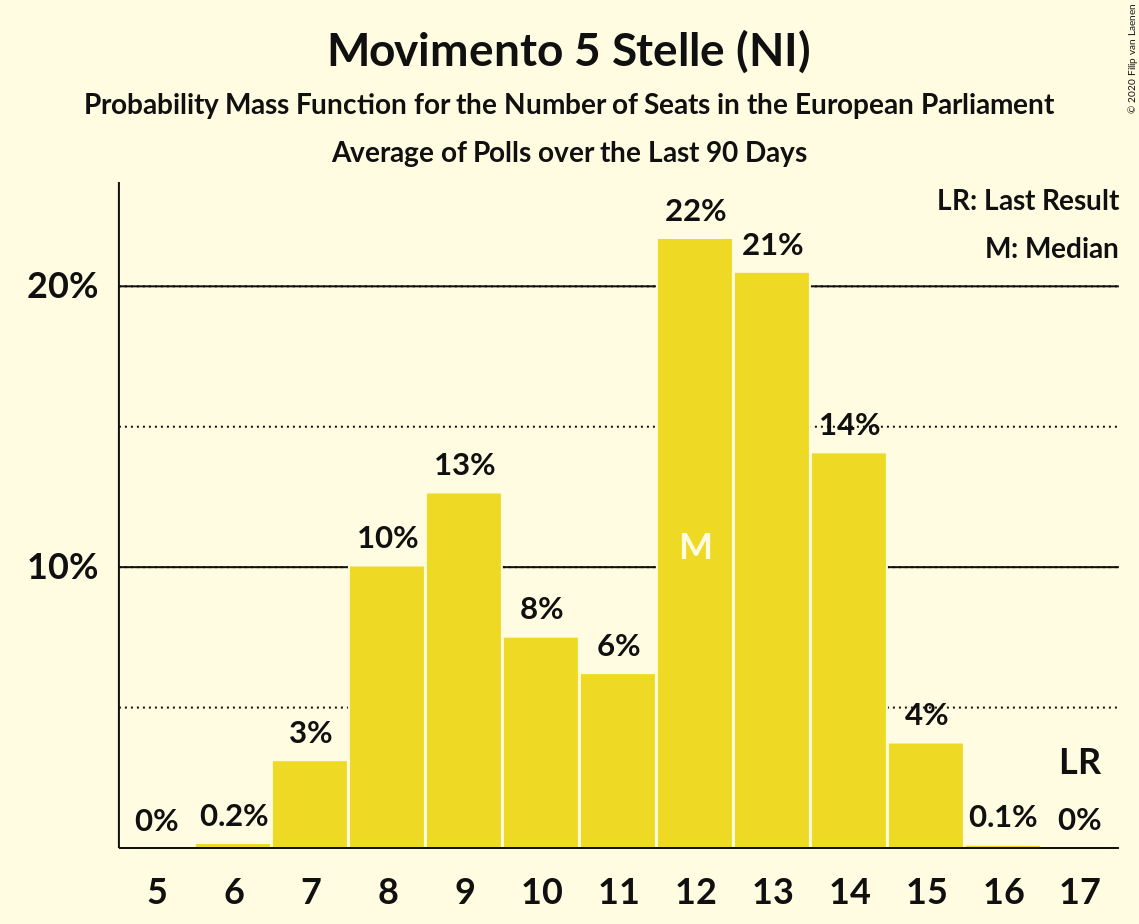 Movimento 5 Stelle (NI)
Probability Mass Function for the Number of Seats in the European Parliament
Average of Polls over the Last 90 Days
© 2020 Filip van Laenen
LR: Last Result
M: Median
22%
21%
20%
14%
13%
10%
M
10%
8%
6%
4%
3%
LR
0%
0.2%
0.1%
0%
5 6 7 8 9 10 11 12 13 14 15 16 17